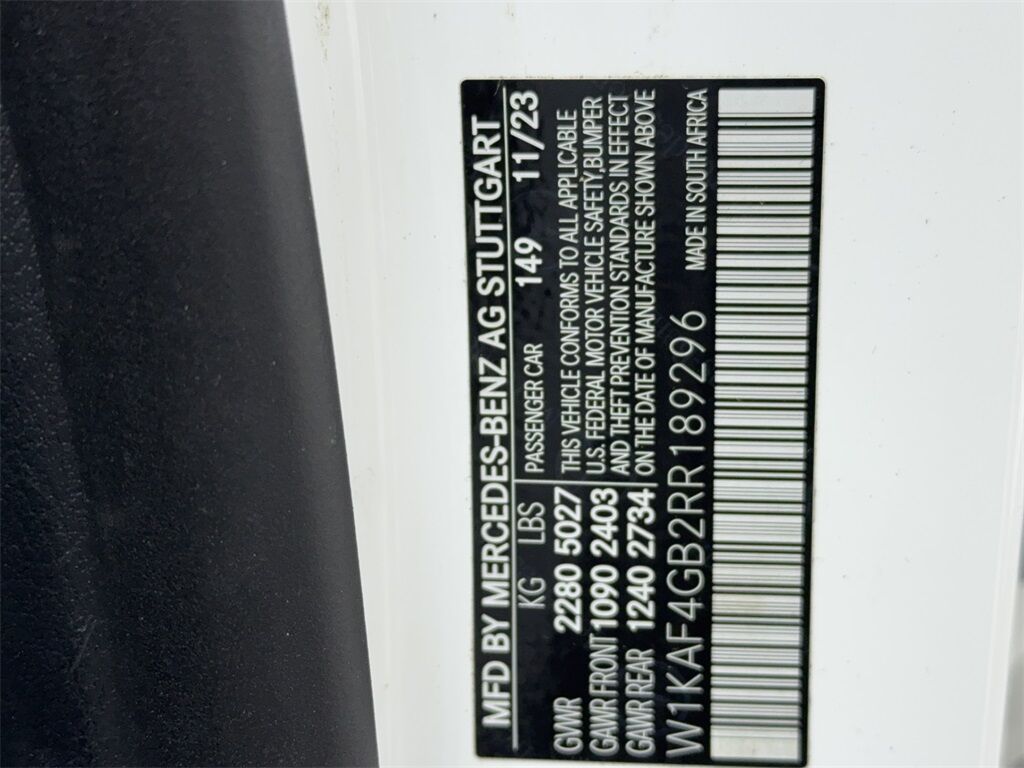 MFD BY MERCEDES-BENZ AG STUTTGART
KG LBS PASSENGER CAR 149 11/23
GWR 2280 5027 THIS VEHICLE CONFORMS TO ALL APPLICABLE
GAWR FRONT 1090 2403 U.S. FEDERAL MOTOR VEHICLE SAFETY,BUMPER
GAWR REAR 1240 2734 AND THEFT PREVENTION STANDARDS IN EFFECT
ON THE DATE OF MANUFACTURE SHOWN ABOVE
W1KAF4GB2RR189296 MADE IN SOUTH AFRICA